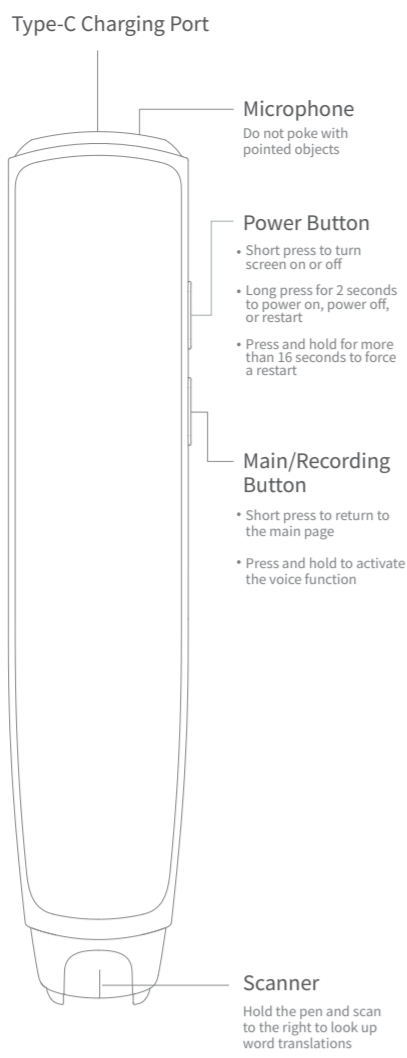 Type-C Charging Port
Microphone
Do not poke with
pointed objects
Power Button
• Short press to turn
screen on or off
• Long press for 2 seconds
to power on, power off,
or restart
• Press and hold for more
than 16 seconds to force
a restart
Main/Recording
Button
• Short press to return to
the main page
• Press and hold to activate
the voice function
Scanner
Hold the pen and scan
to the right to look up
word translations